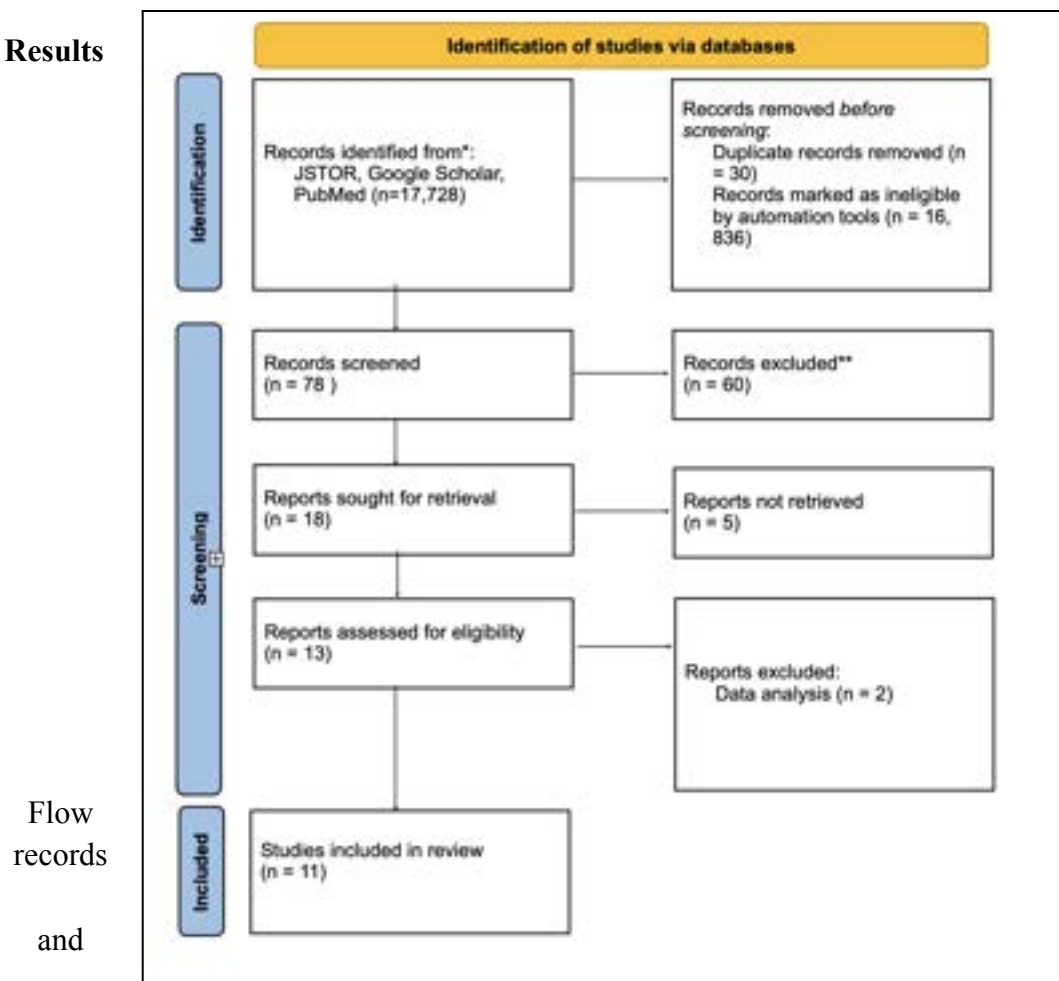 Results
Identification of studies via databases
Identification
Records identified from*:
JSTOR, Google Scholar,
PubMed (n=17,728)
Records removed before
screening:
Duplicate records removed (n
= 30)
Records marked as ineligible
by automation tools (n = 16,
836)
Screening
Records screened
(n = 78 )
Records excluded**
(n = 60)
Reports sought for retrieval
(n = 18)
Reports not retrieved
(n = 5)
Reports assessed for eligibility
(n = 13)
Reports excluded:
Data analysis (n = 2)
Included
Studies included in review
(n = 11)
Flow
records
and